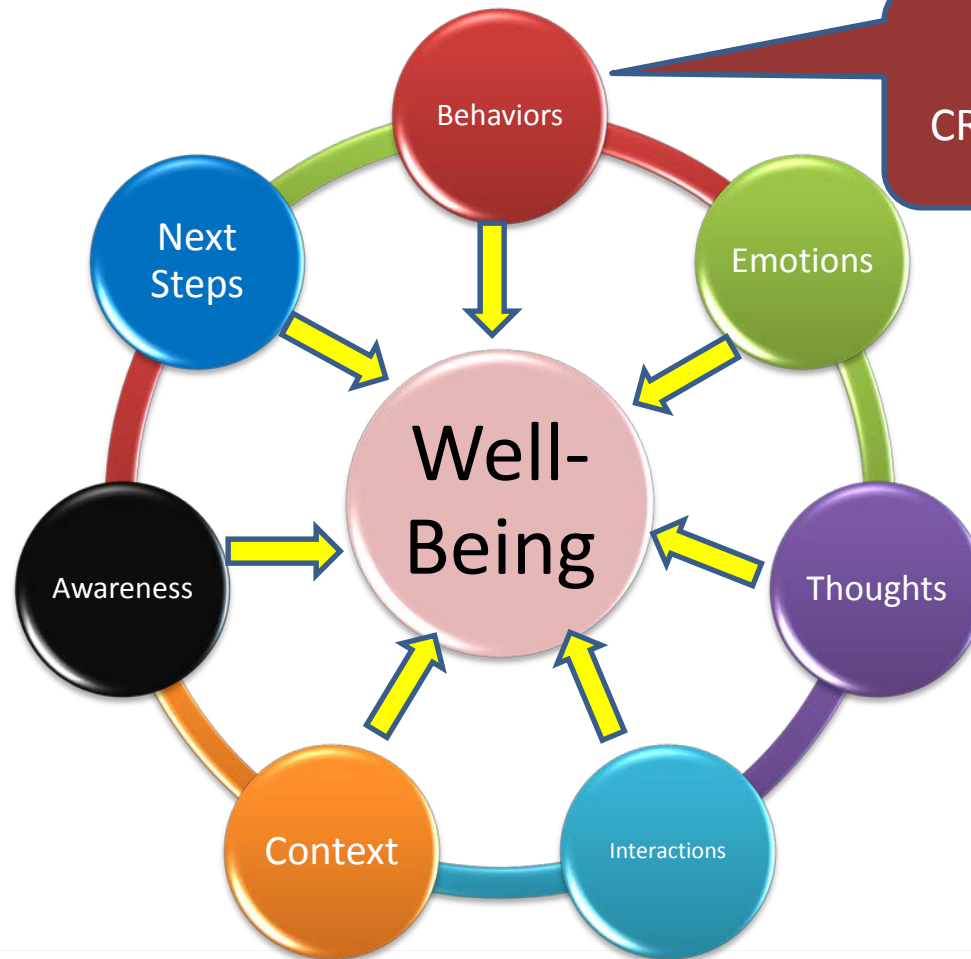 Behaviors
CR
Next
Steps
Emotions
Well-
Being
Awareness
Thoughts
Context
Interactions